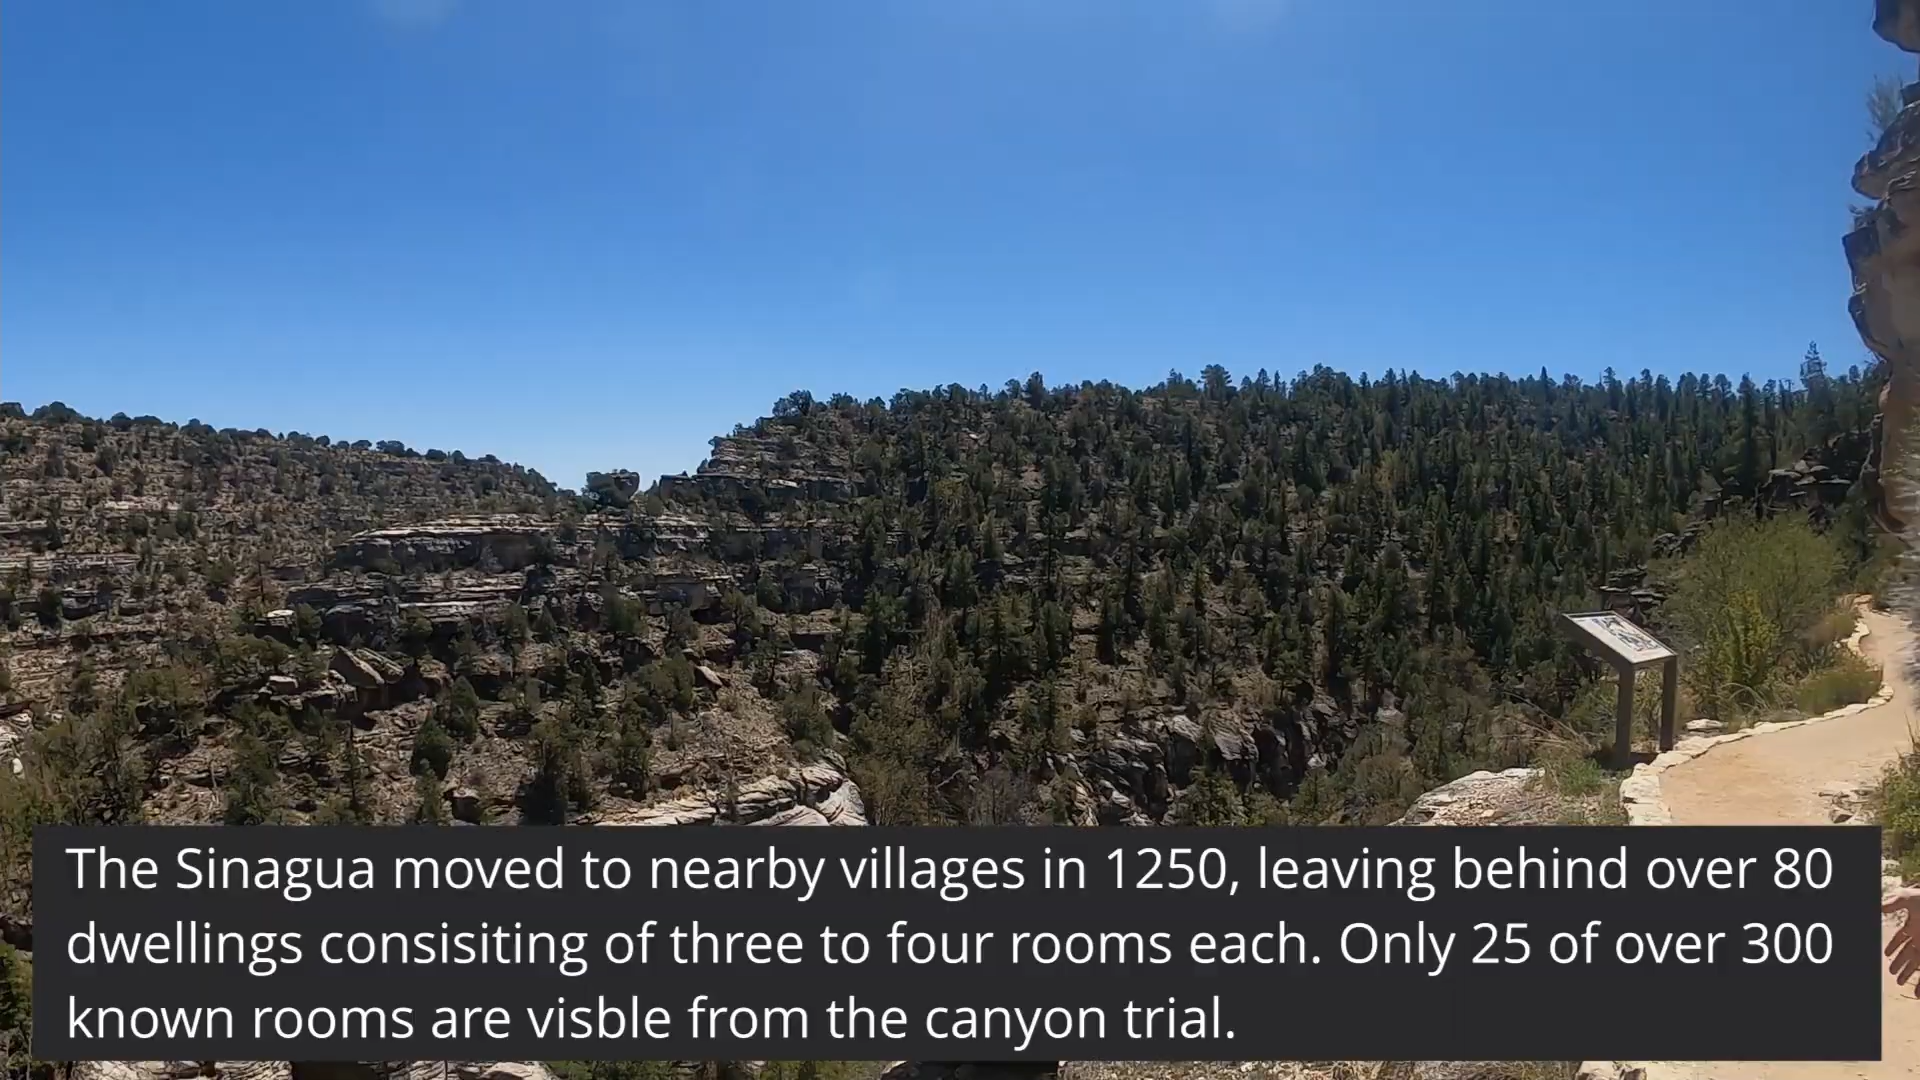 The Sinagua moved to nearby villages in 1250, leaving behind over 80
dwellings consisiting of three to four rooms each. Only 25 of over 300
known rooms are visble from the canyon trial.